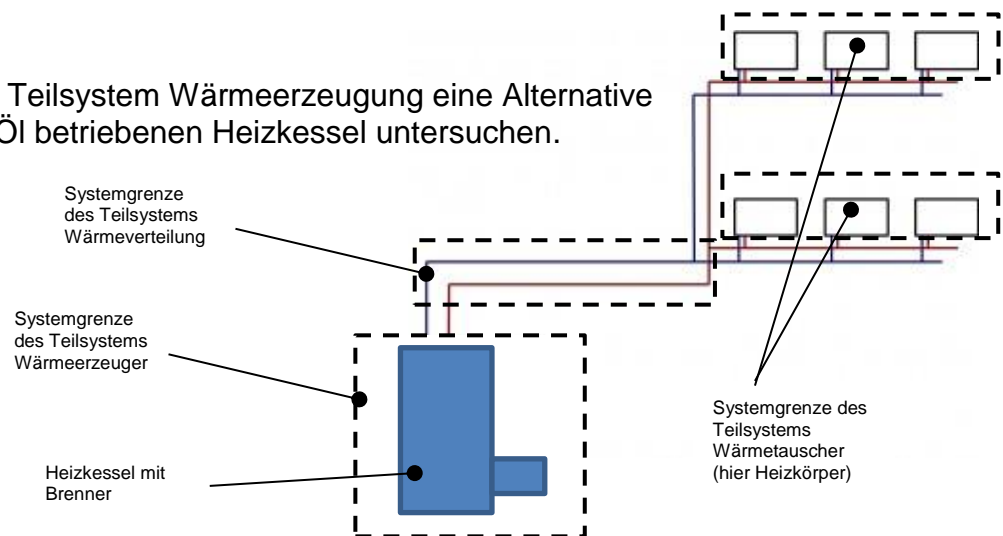 Teilsystem Wärmeerzeugung eine Alternative
Öl betriebenen Heizkessel untersuchen.
Systemgrenze
des Teilsystems
Wärmeverteilung
Systemgrenze
des Teilsystems
Wärmeerzeuger
Heizkessel mit
Brenner
Systemgrenze des
Teilsystems
Wärmetauscher
(hier Heizkörper)